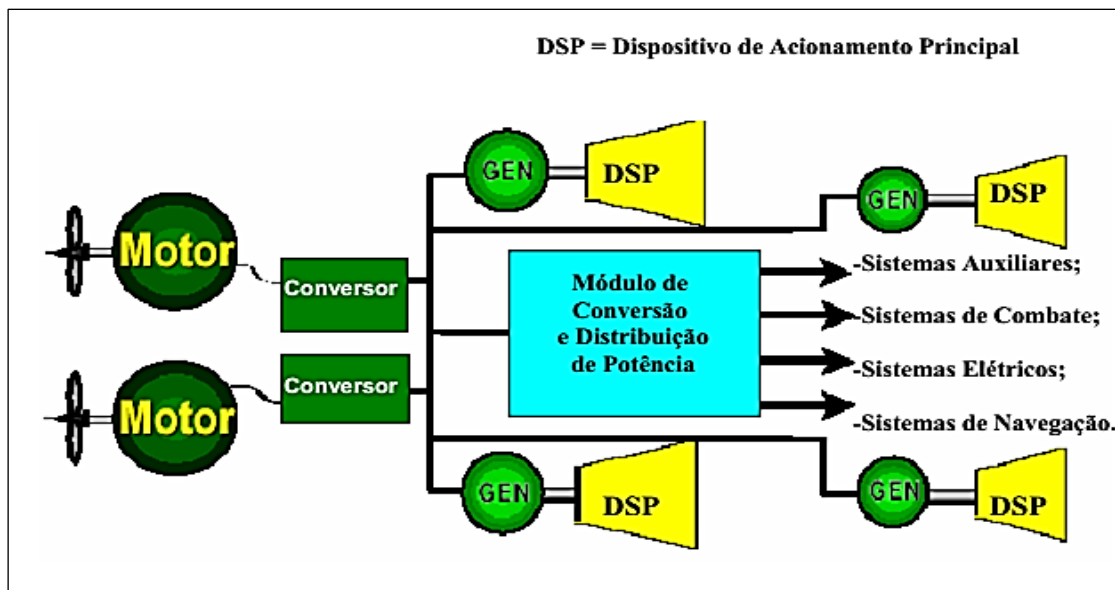 DSP = Dispositivo de Acionamento Principal
GEN
DSP
GEN
DSP
Motor
Conversor
Módulo de
Conversão
e Distribuição
de Potência
-Sistemas Auxiliares;
-Sistemas de Combate;
-Sistemas Elétricos;
-Sistemas de Navegação.
Motor
Conversor
GEN
DSP
GEN
DSP